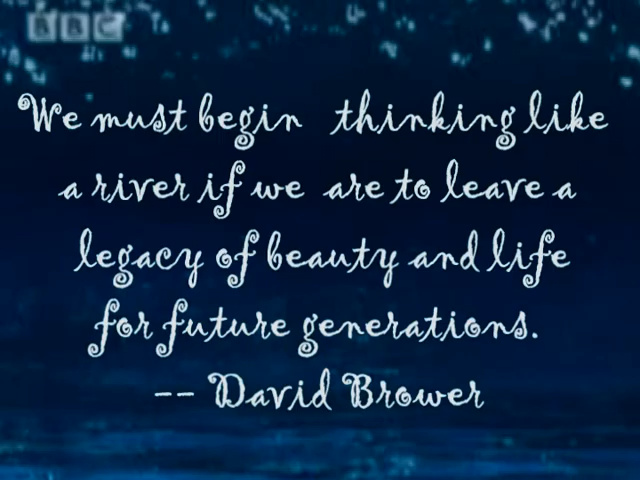 BBC
We must begin thinking like
a river if we are to leave a
legacy of beauty and life
for future generations.
-- David Brower